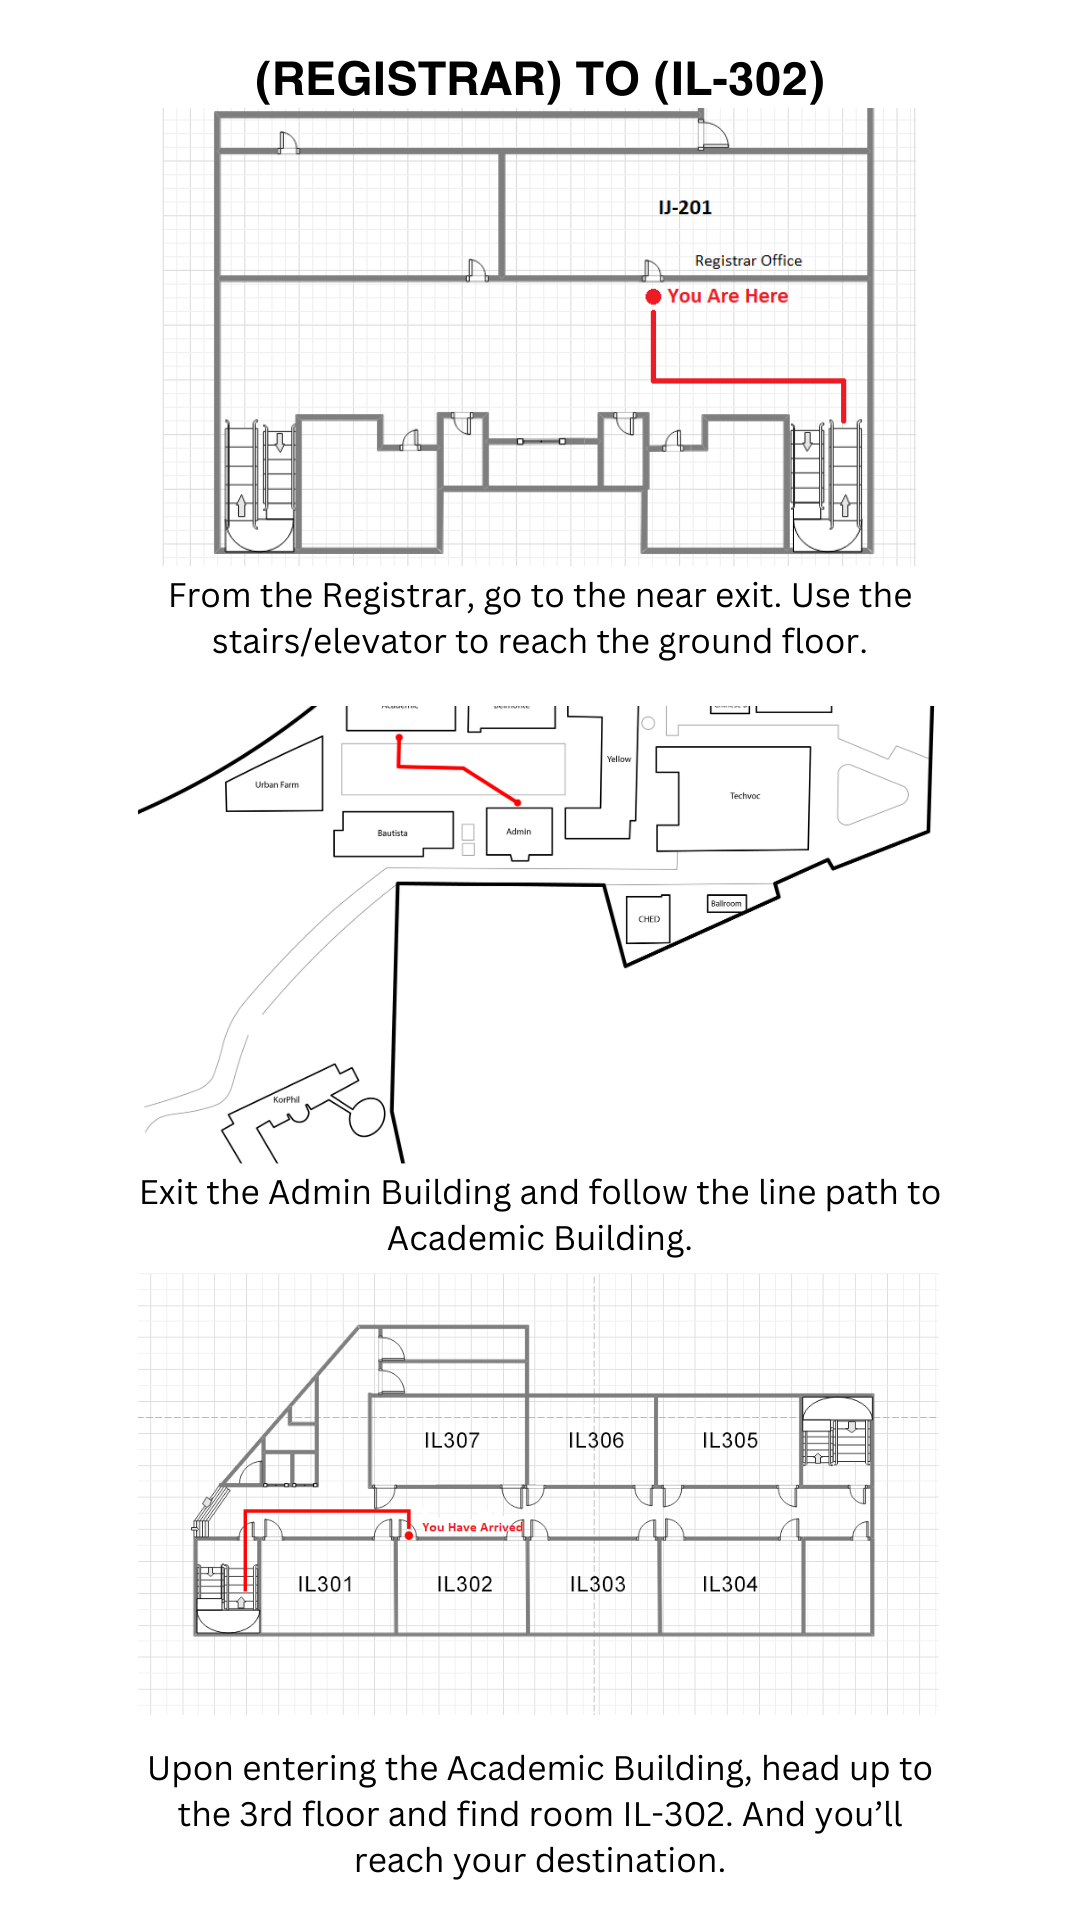 (REGISTRAR) TO (IL-302)
IJ-201
Registrar Office
You Are Here
From the Registrar, go to the near exit. Use the
stairs/elevator to reach the ground floor.
Academic
Belmonte
Yellow
Urban Farm
Techvoc
Bautista
Admin
Ballroom
CHED
KorPhil
Exit the Admin Building and follow the line path to
Academic Building.
IL307
IL306
IL305
You Have Arrived
IL301
IL302
IL303
IL304
Upon entering the Academic Building, head up to
the 3rd floor and find room IL-302. And you’ll
reach your destination.